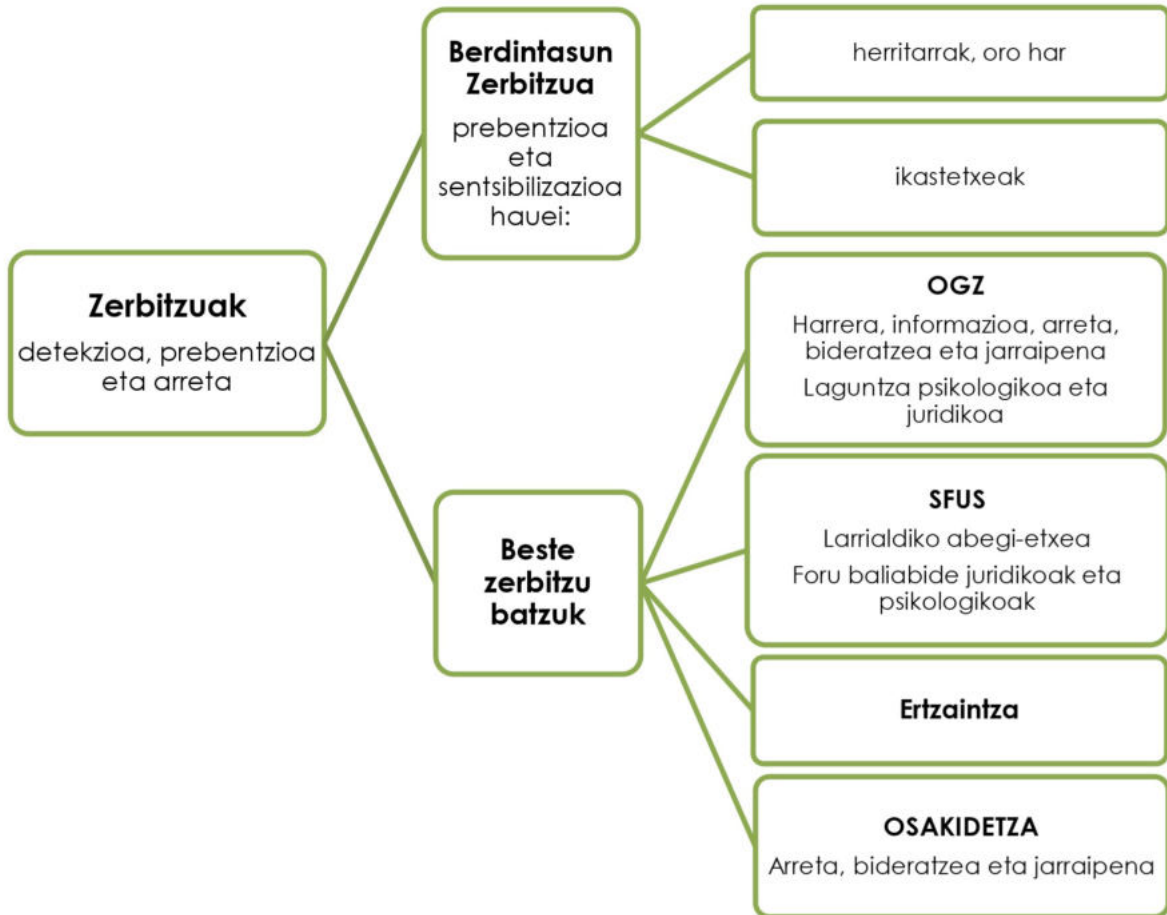 Zerbitzuak
detekzioa, prebentzioa
eta arreta
Berdintasun
Zerbitzua
prebentzioa
eta
sentsibilizazioa
hauei:
herritarrak, oro har
ikastetxeak
Beste
zerbitzu
batzuk
OGZ
Harrera, informazioa, arreta,
bideratzea eta jarraipena
Laguntza psikologikoa eta
juridikoa
SFUS
Larrialdiko abegi-etxea
Foru baliabide juridikoak eta
psikologikoak
Ertzaintza
OSAKIDETZA
Arreta, bideratzea eta jarraipena